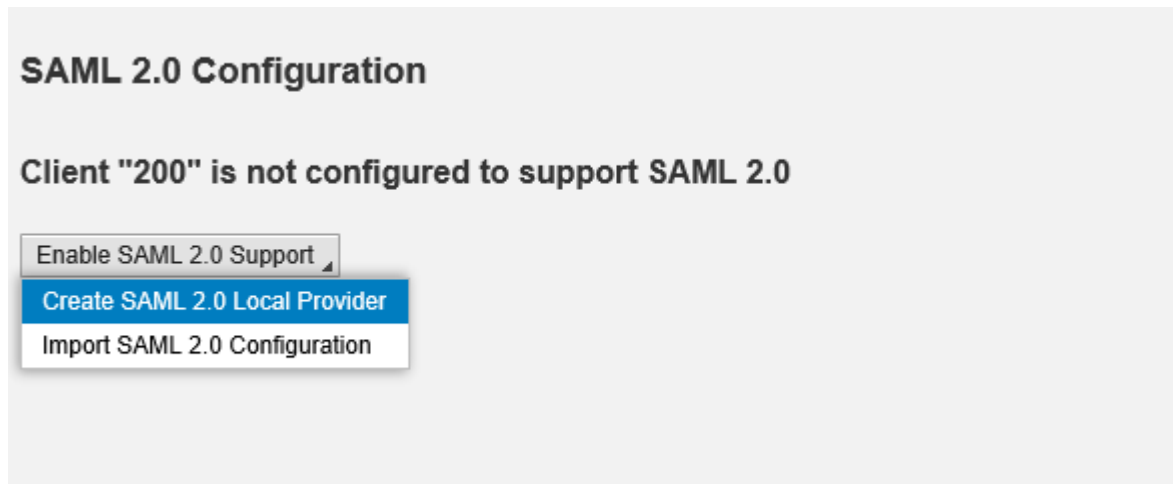 SAML 2.0 Configuration
Client "200" is not configured to support SAML 2.0
Enable SAML 2.0 Support
Create SAML 2.0 Local Provider
Import SAML 2.0 Configuration